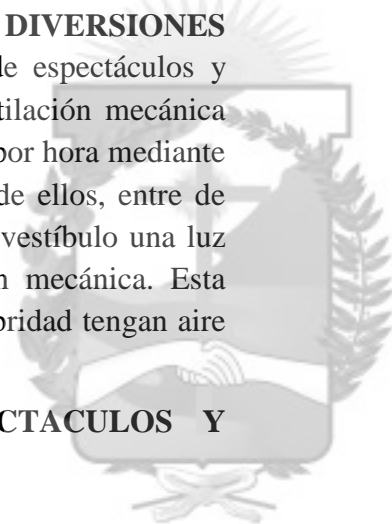 DIVERSIONES
de espectáculos y
tilación mecánica
por hora mediante
de ellos, entre de
vestíbulo una luz
n mecánica. Esta
bridad tengan aire
CTACULOS Y